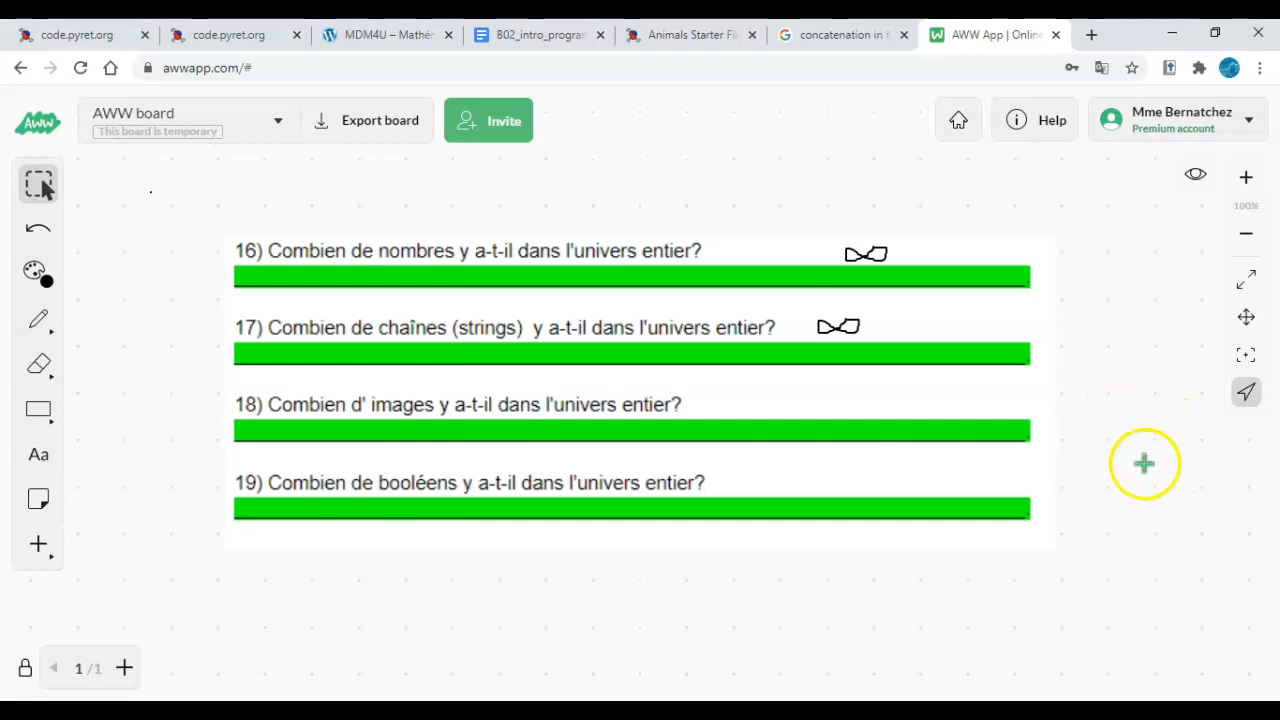 code.pyret.org
code.pyret.org
MDM4U – Mathém
B02_intro_progran
Animals Starter Fil
concatenation in f
AWW App | Online
awwapp.com/#
AWW
AWW board
This board is temporary
Export board
Invite
Help
Mme Bernatchez
Premium account
100%
16) Combien de nombres y a-t-il dans l'univers entier? ∞
17) Combien de chaînes (strings) y a-t-il dans l'univers entier? ∞
18) Combien d' images y a-t-il dans l'univers entier?
19) Combien de booléens y a-t-il dans l'univers entier?
Aa
1 /1